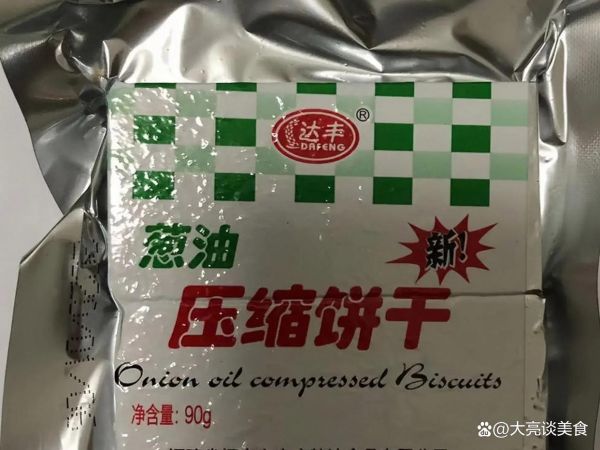 达丰®
DAFENG
葱油
新!
压缩饼干
Onion oil compressed Biscuits
净含量: 90g
@大亮谈美食